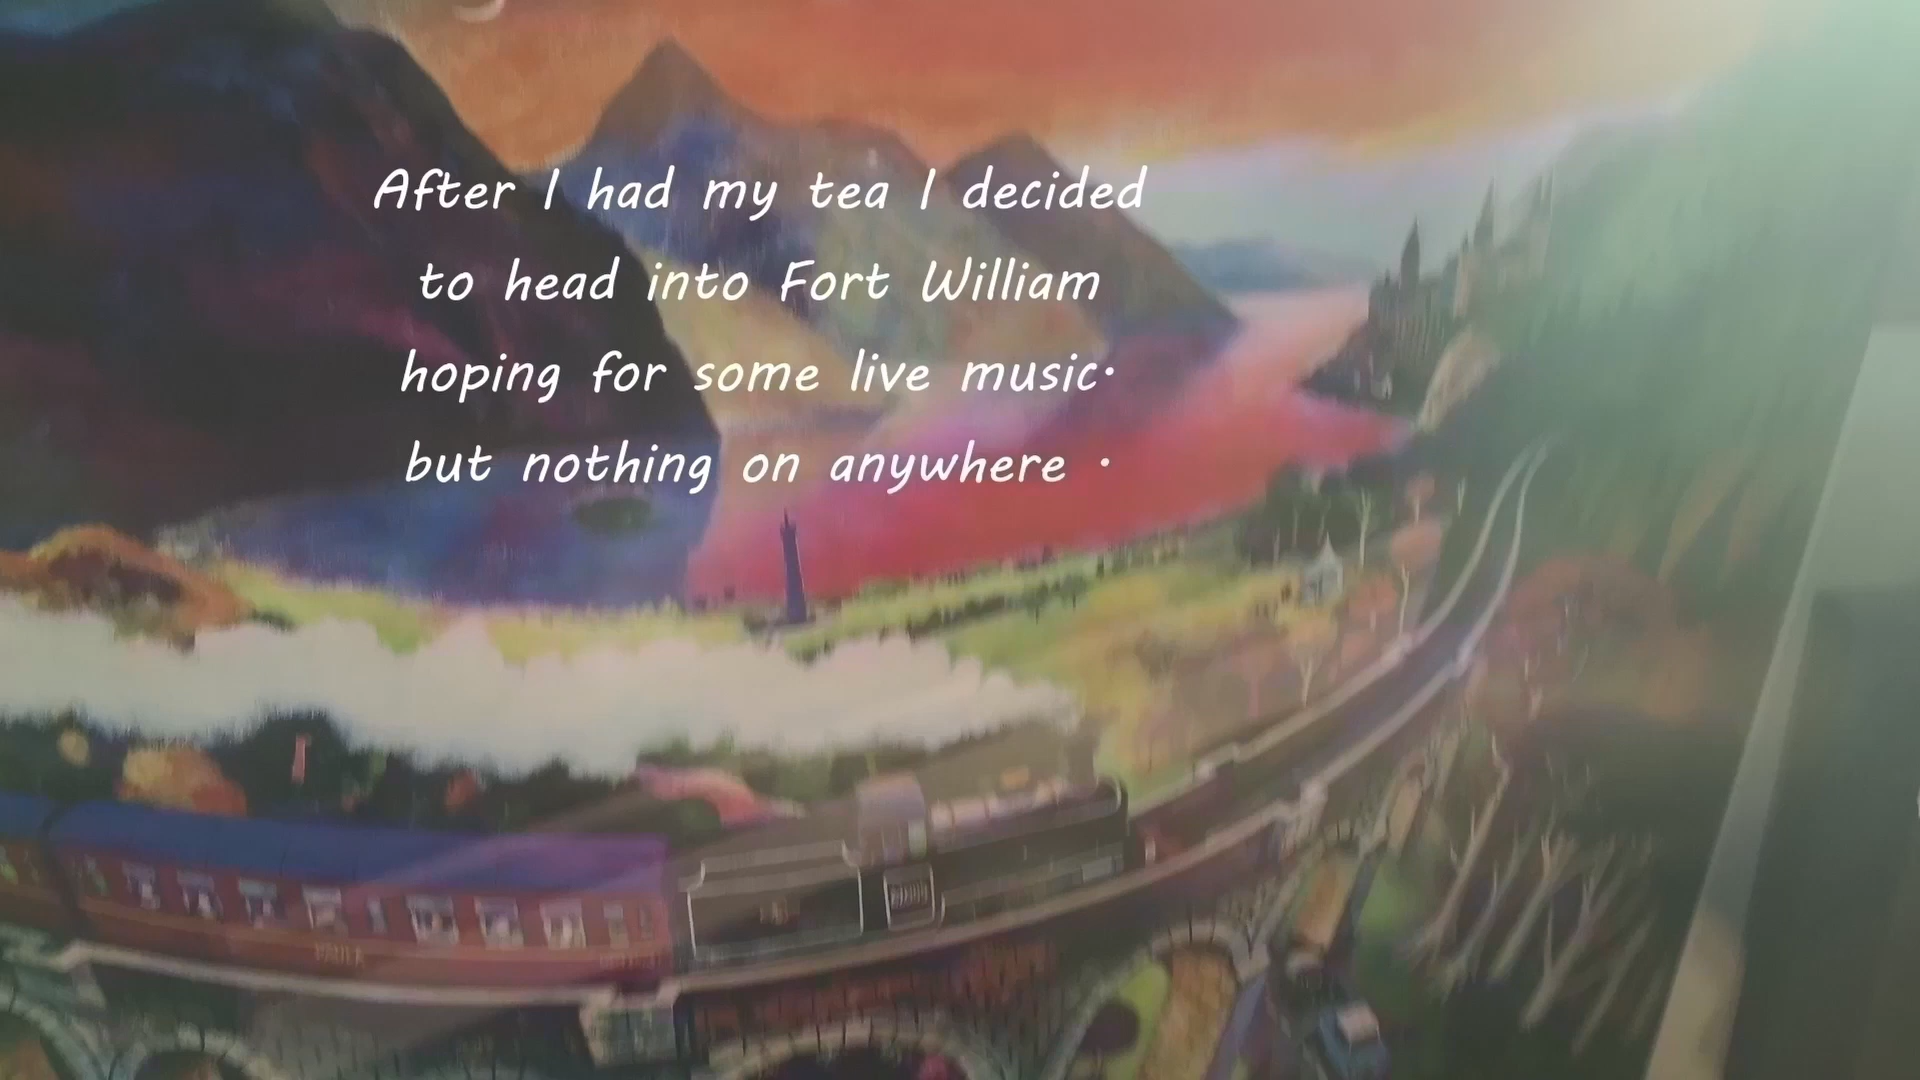 After I had my tea I decided
to head into Fort William
hoping for some live music.
but nothing on anywhere .